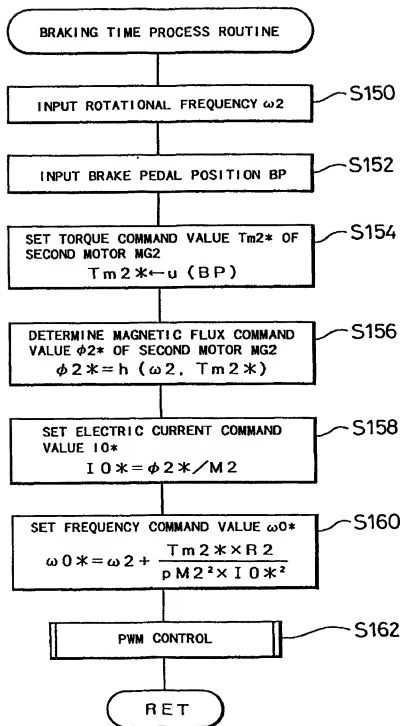 BRAKING TIME PROCESS ROUTINE
INPUT ROTATIONAL FREQUENCY ω2
S150
INPUT BRAKE PEDAL POSITION BP
S152
SET TORQUE COMMAND VALUE Tm2* OF
SECOND MOTOR MG2
Tm2*←u (BP)
S154
DETERMINE MAGNETIC FLUX COMMAND
VALUE φ2* OF SECOND MOTOR MG2
φ2*=h (ω2, Tm2*)
S156
SET ELECTRIC CURRENT COMMAND
VALUE I0*
I0*=φ2*/M2
S158
SET FREQUENCY COMMAND VALUE ω0*
ω0*=ω2+ Tm2*×R2
pM2²×I0*²
S160
PWM CONTROL
S162
RET